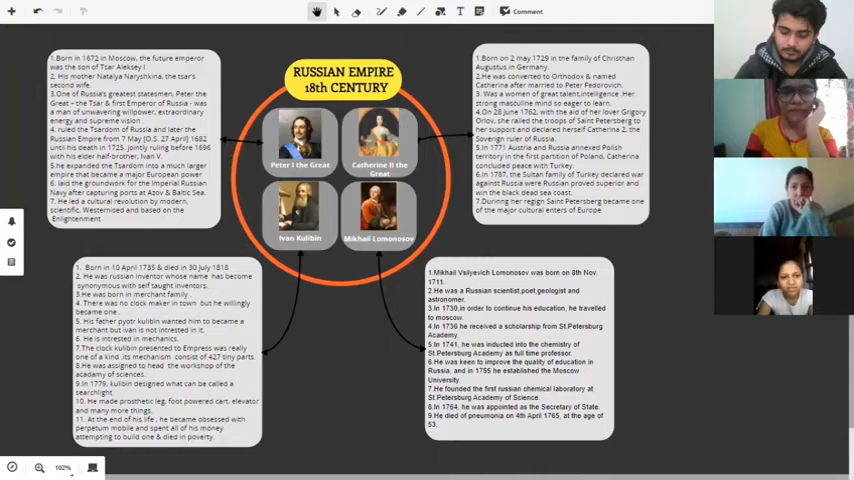 Comment
RUSSIAN EMPIRE
18th CENTURY
Peter I the Great
Catherine II the
Great
Ivan Kulibin
Mikhail Lomonosov
1.Born in 1672 in Moscow, the future emperor
was the son of Tsar Aleksey I
2. His mother Natalya Naryshkina, the tsar's
second wife.
3.One of Russia's greatest statesmen, Peter the
Great – the Tsar & first Emperor of Russia - was
a man of unwavering willpower, extraordinary
energy and supreme vision .
4. ruled the Tsardom of Russia and later the
Russian Empire from 7 May [O.S. 27 April] 1682
until his death in 1725, jointly ruling before 1696
with his elder half-brother, Ivan V.
5.he expanded the Tsardom into a much larger
empire that became a major European power
6. laid the groundwork for the Imperial Russian
Navy after capturing ports at Azov & Baltic Sea.
7. He led a cultural revolution by modern,
scientific, Westernised and based on the
Enlightenment
1.Born on 2 may 1729 in the family of Christhan
Augustus,in Germany.
2.He was converted to Orthodox & named
Catherina after married to Peter Fedorovich.
3. Was a women of great talent,intelligence .Her
strong masculine mind so eager to learn.
4.On 28 June 1762, with the aid of her lover Grigory
Orlov, she railed the troops of Saint Petersberg to
her support and declared herself Catherina 2, the
Soverign ruler of Russia.
5.In 1771 Austria and Russia annexed Polish
territory in the first partition of Poland, Catherina
concluded peace with Turkey.
6.In 1787, the Sultan family of Turkey declared war
against Russia were Russian proved superior and
win the black dead sea coast.
7.During her regign Saint Petersberg became one
of the major cultural enters of Europe
1. Born in 10 April 1735 & died in 30 July 1818
2. He was russian inventor whose name has become
synonymous with self taught inventors.
3.He was born in merchant family .
4. There was no clock maker in town but he willingly
became one .
5. His father pyotr kulibin wanted him to became a
merchant but ivan is not intrested in it.
6. He is intrested in mechanics.
7.The clock kulibin presented to Empress was really
one of a kind ,its mechanism consist of 427 tiny parts.
8.He was assigned to head the workshop of the
acadamy of sciences.
9.In 1779, kulibin designed what can be called a
searchlight.
10. He made prosthetic leg, foot powered cart, elevator
and many more things.
11. At the end of his life , he became obsessed with
perpetum mobile and spent all of his money
attempting to build one & died in poverty.
1.Mikhail Vsilyevich Lomonosov was born on 8th Nov,
1711.
2.He was a Russian scientist,poet,geologist and
astronomer.
3.In 1730,in order to continue his education, he travelled
to moscow.
4.In 1736 he received a scholarship from St.Petersburg
Academy.
5.In 1741, he was inducted into the chemistry of
St.Petersburg Academy as full time professor.
6.He was keen to improve the quality of education in
Russia, and in 1755 he established the Moscow
University.
7.He founded the first russian chemical laboratory at
St.Petersburg Academy of Science.
8.In 1764, he was appointed as the Secretary of State.
9.He died of pneumonia on 4th April 1765, at the age of
53.
102%